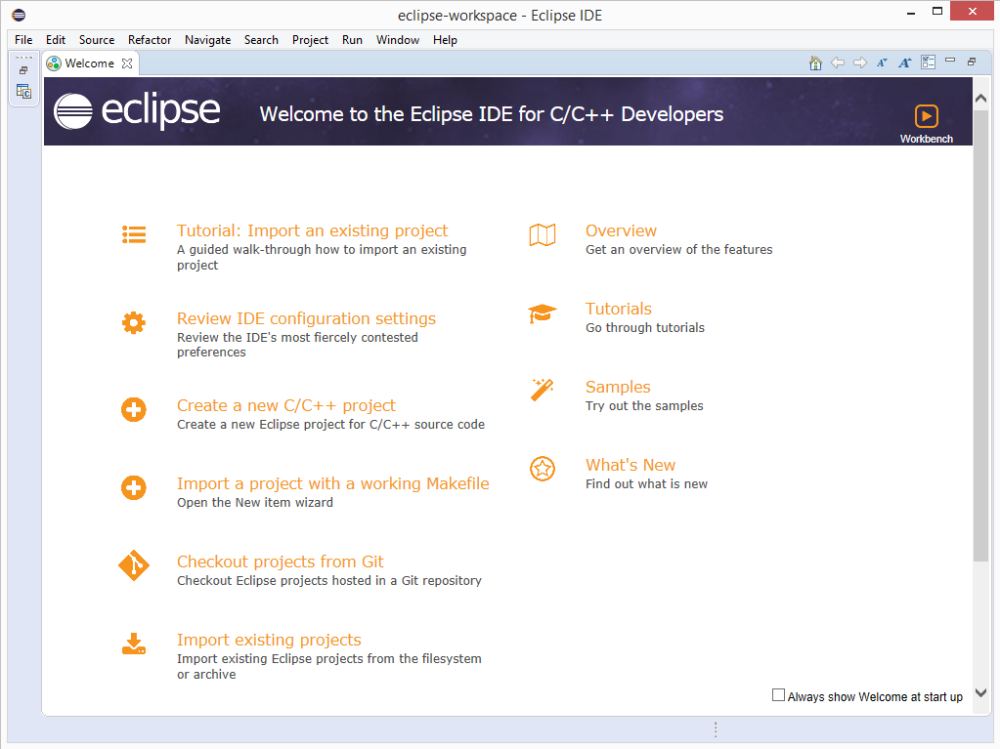 eclipse-workspace - Eclipse IDE
File Edit Source Refactor Navigate Search Project Run Window Help
Welcome
eclipse
Welcome to the Eclipse IDE for C/C++ Developers
Workbench
Tutorial: Import an existing project
A guided walk-through how to import an existing
project
Review IDE configuration settings
Review the IDE's most fiercely contested
preferences
Create a new C/C++ project
Create a new Eclipse project for C/C++ source code
Import a project with a working Makefile
Open the New item wizard
Checkout projects from Git
Checkout Eclipse projects hosted in a Git repository
Import existing projects
Import existing Eclipse projects from the filesystem
or archive
Overview
Get an overview of the features
Tutorials
Go through tutorials
Samples
Try out the samples
What's New
Find out what is new
Always show Welcome at start up